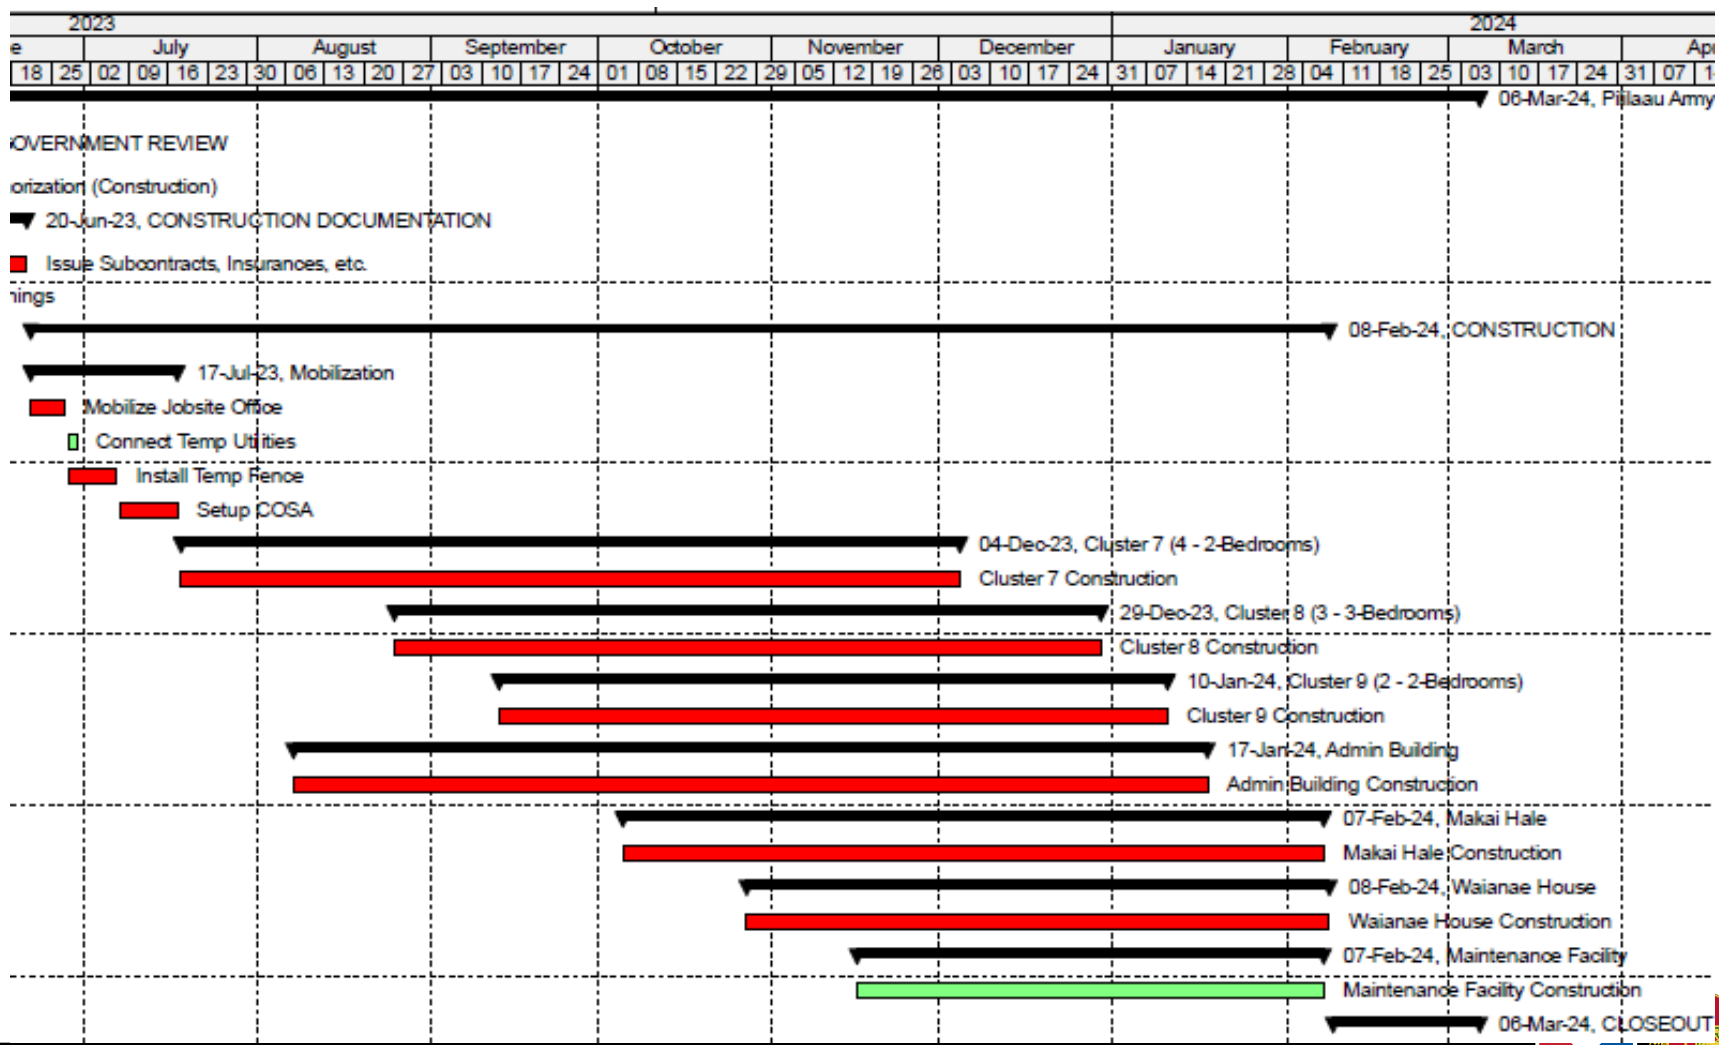 2023 2024
e July August September October November December January February March Apr
18 25 02 09 16 23 30 06 13 20 27 03 10 17 24 01 08 15 22 29 05 12 19 26 03 10 17 24 31 07 14 21 28 04 11 18 25 03 10 17 24 31 07 1
06-Mar-24, Pililaau Army
OVERNMENT REVIEW
orization (Construction)
20-Jun-23, CONSTRUCTION DOCUMENTATION
Issue Subcontracts, Insurances, etc.
nings
08-Feb-24, CONSTRUCTION
17-Jul-23, Mobilization
Mobilize Jobsite Office
Connect Temp Utilities
Install Temp Fence
Setup COSA
04-Dec-23, Cluster 7 (4 - 2-Bedrooms)
Cluster 7 Construction
29-Dec-23, Cluster 8 (3 - 3-Bedrooms)
Cluster 8 Construction
10-Jan-24, Cluster 9 (2 - 2-Bedrooms)
Cluster 9 Construction
17-Jan-24, Admin Building
Admin Building Construction
07-Feb-24, Makai Hale
Makai Hale Construction
08-Feb-24, Waianae House
Waianae House Construction
07-Feb-24, Maintenance Facility
Maintenance Facility Construction
06-Mar-24, CLOSEOUT